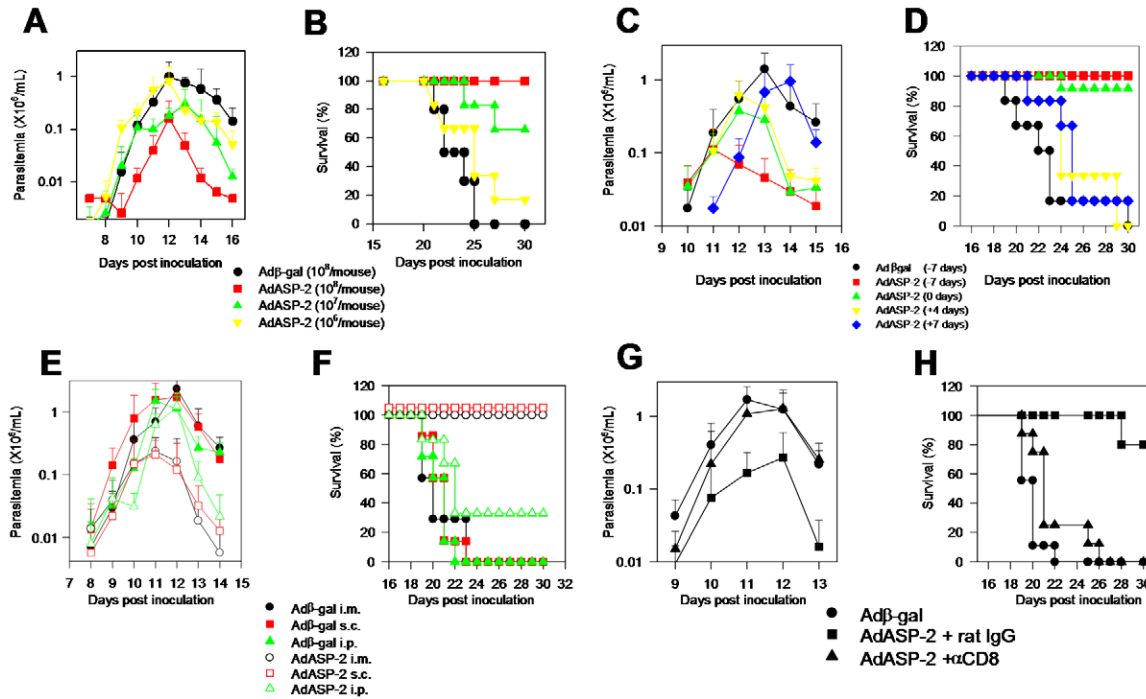 A
Parasitemia (X10⁶/mL)
1
0.1
0.01
8 10 12 14 16
Days post inoculation
B
Survival (%)
120
100
80
60
40
20
0
16 20 24 28 32
Days post inoculation
Adβ-gal (10⁸/mouse)
AdASP-2 (10⁸/mouse)
AdASP-2 (10⁷/mouse)
AdASP-2 (10⁶/mouse)
C
Parasitemia (X10⁶/mL)
1
0.1
0.01
9 10 11 12 13 14 15 16
Days post inoculation
D
Survival (%)
120
100
80
60
40
20
0
16 18 20 22 24 26 28 30
Days post inoculation
Adβgal (-7 days)
AdASP-2 (-7 days)
AdASP-2 (0 days)
AdASP-2 (+4 days)
AdASP-2 (+7 days)
E
Parasitemia (X10⁶/mL)
1
0.1
0.01
7 8 9 10 11 12 13 14 15
Days post inoculation
F
Survival (%)
120
100
80
60
40
20
0
16 18 20 22 24 26 28 30 32
Days post inoculation
Adβ-gal i.m.
Adβ-gal s.c.
Adβ-gal i.p.
AdASP-2 i.m.
AdASP-2 s.c.
AdASP-2 i.p.
G
Parasitemia (X10⁶/mL)
1
0.1
0.01
9 10 11 12 13
Days post inoculation
H
Survival (%)
120
100
80
60
40
20
0
16 18 20 22 24 26 28 30
Days post inoculation
Adβ-gal
AdASP-2 + rat IgG
AdASP-2 +αCD8